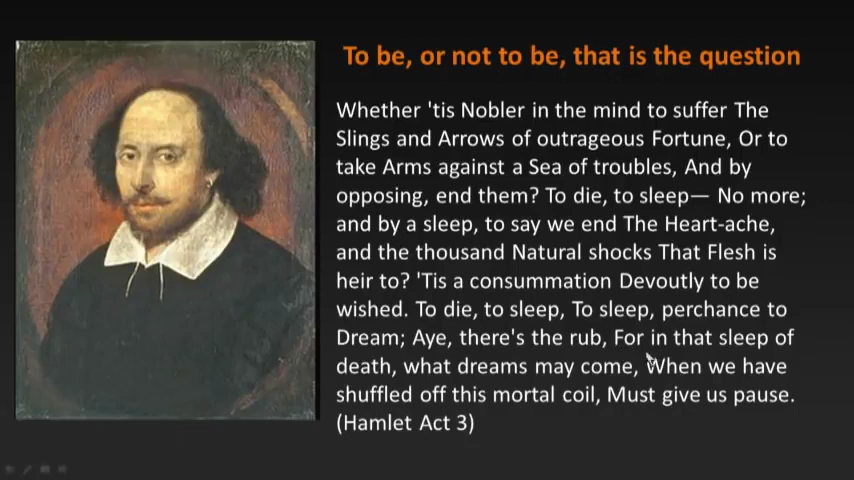 To be, or not to be, that is the question
Whether 'tis Nobler in the mind to suffer The
Slings and Arrows of outrageous Fortune, Or to
take Arms against a Sea of troubles, And by
opposing, end them? To die, to sleep— No more;
and by a sleep, to say we end The Heart-ache,
and the thousand Natural shocks That Flesh is
heir to? 'Tis a consummation Devoutly to be
wished. To die, to sleep, To sleep, perchance to
Dream; Aye, there's the rub, For in that sleep of
death, what dreams may come, When we have
shuffled off this mortal coil, Must give us pause.
(Hamlet Act 3)